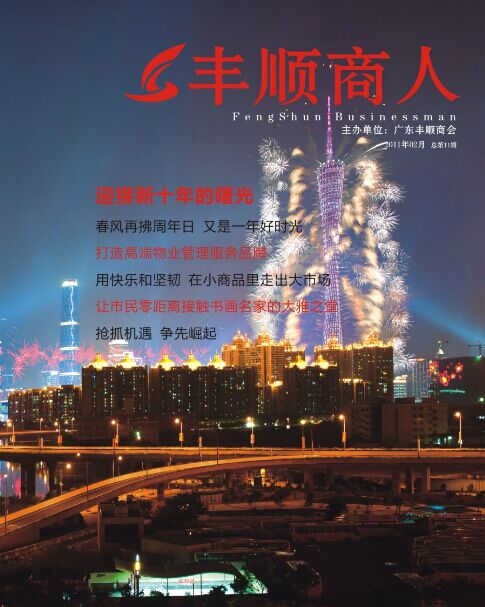 丰顺商人
FengShun Businessman
主办单位：广东丰顺商会
2011年02月 总第11期
迎接新十年的曙光
春风再拂周年日 又是一年好时光
打造高端物业管理服务品牌
用快乐和坚韧 在小商品里走出大市场
让市民零距离接触书画名家的大雅之堂
抢抓机遇 争先崛起